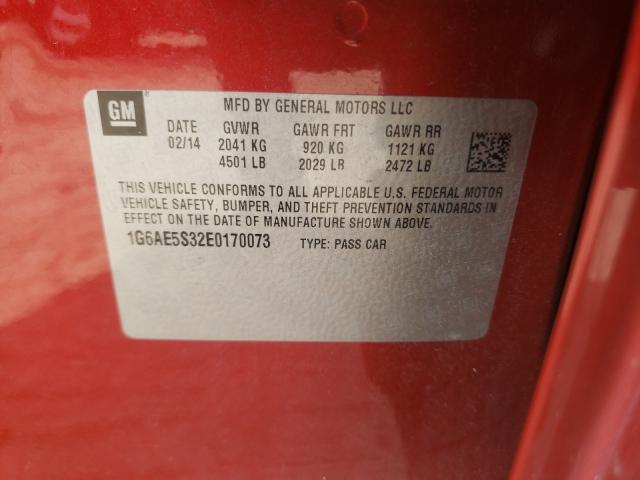 GM
MFD BY GENERAL MOTORS LLC
DATE GVWR GAWR FRT GAWR RR
02/14 2041 KG 920 KG 1121 KG
4501 LB 2029 LB 2472 LB
THIS VEHICLE CONFORMS TO ALL APPLICABLE U.S. FEDERAL MOTOR
VEHICLE SAFETY, BUMPER, AND THEFT PREVENTION STANDARDS IN
EFFECT ON THE DATE OF MANUFACTURE SHOWN ABOVE.
1G6AE5S32E0170073 TYPE: PASS CAR